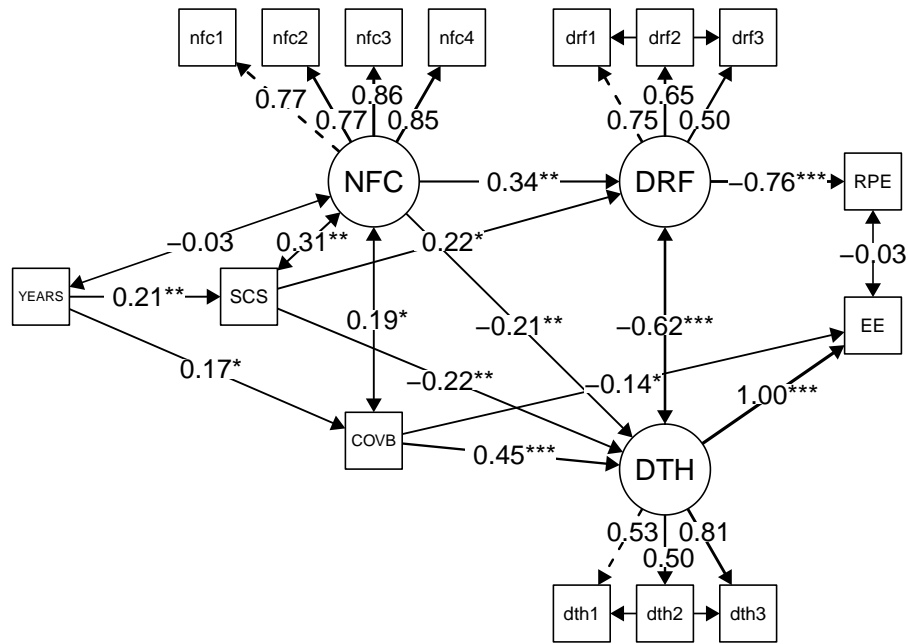 nfc1
nfc2
nfc3
nfc4
drf1
drf2
drf3
0.77
0.77
0.86
0.85
0.75
0.65
0.50
NFC
0.34**
DRF
−0.76***
RPE
−0.03
0.31**
0.22*
−0.03
YEARS
0.21**
SCS
0.19*
−0.21**
−0.62***
EE
0.17*
−0.22**
−0.14*
1.00***
COVB
0.45***
DTH
0.53
0.50
0.81
dth1
dth2
dth3